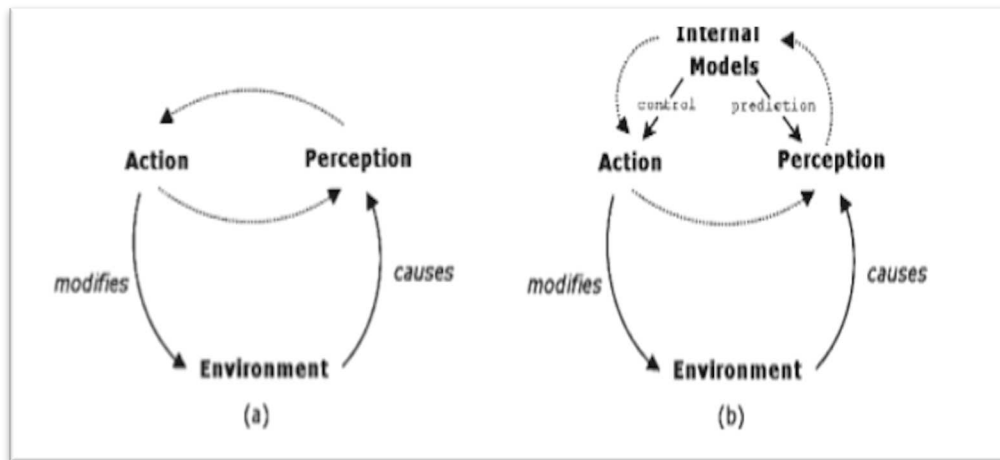 Action
Perception
modifies
causes
Environment
(a)
Internal
Models
control
prediction
Action
Perception
modifies
causes
Environment
(b)